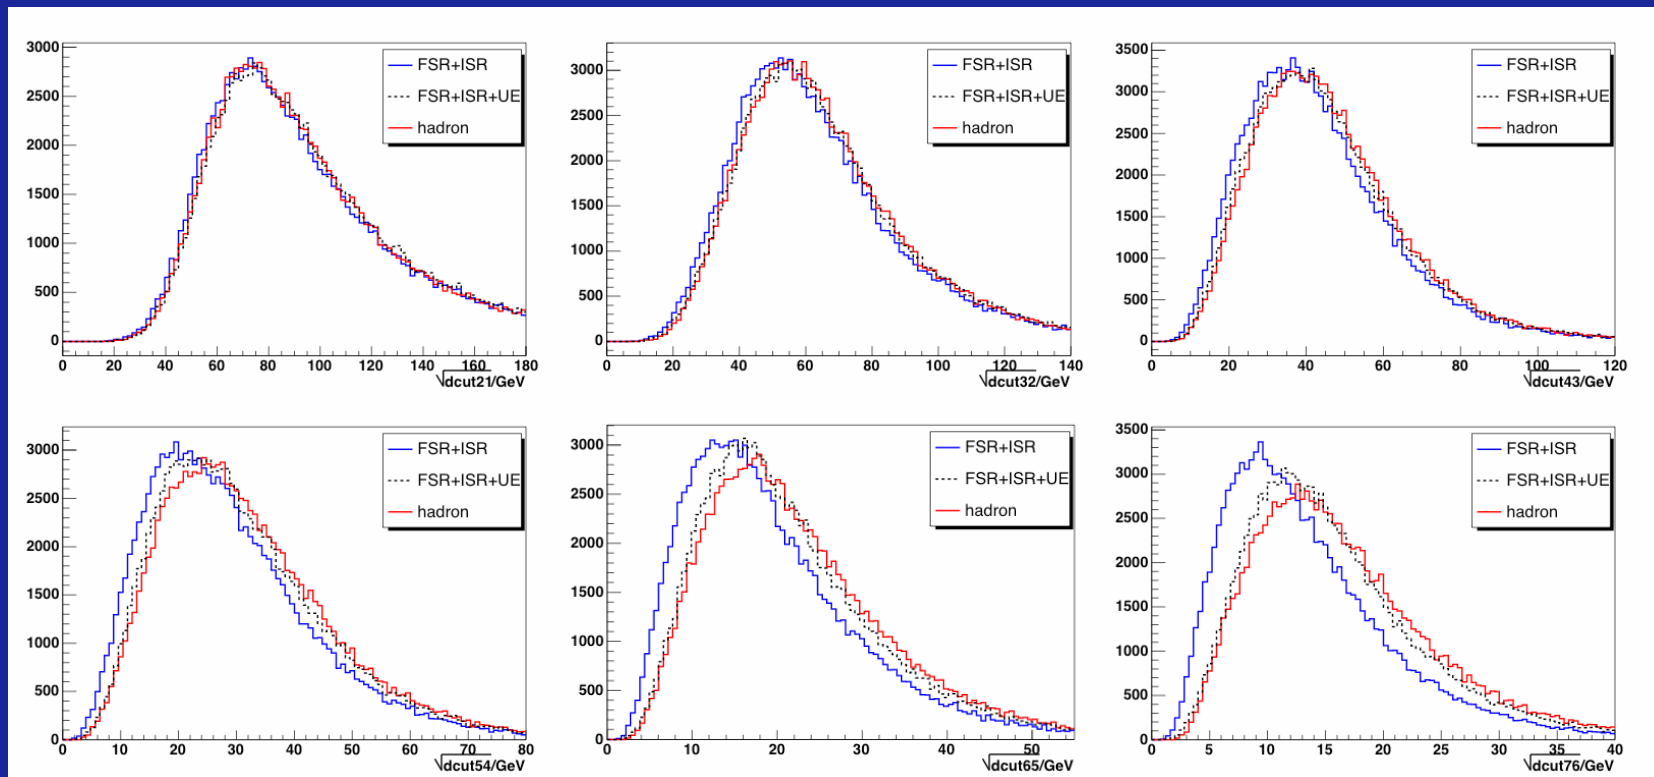 3000
2500
2000
1500
1000
500
0
0 20 40 60 80 100 120 140 160 180
√dcut21/GeV
FSR+ISR
FSR+ISR+UE
hadron
3000
2500
2000
1500
1000
500
0
0 20 40 60 80 100 120 140
√dcut32/GeV
FSR+ISR
FSR+ISR+UE
hadron
3500
3000
2500
2000
1500
1000
500
0
0 20 40 60 80 100 120
√dcut43/GeV
FSR+ISR
FSR+ISR+UE
hadron
3000
2500
2000
1500
1000
500
0
0 10 20 30 40 50 60 70 80
√dcut54/GeV
FSR+ISR
FSR+ISR+UE
hadron
3000
2500
2000
1500
1000
500
0
0 10 20 30 40 50
√dcut65/GeV
FSR+ISR
FSR+ISR+UE
hadron
3500
3000
2500
2000
1500
1000
500
0
0 5 10 15 20 25 30 35 40
√dcut76/GeV
FSR+ISR
FSR+ISR+UE
hadron